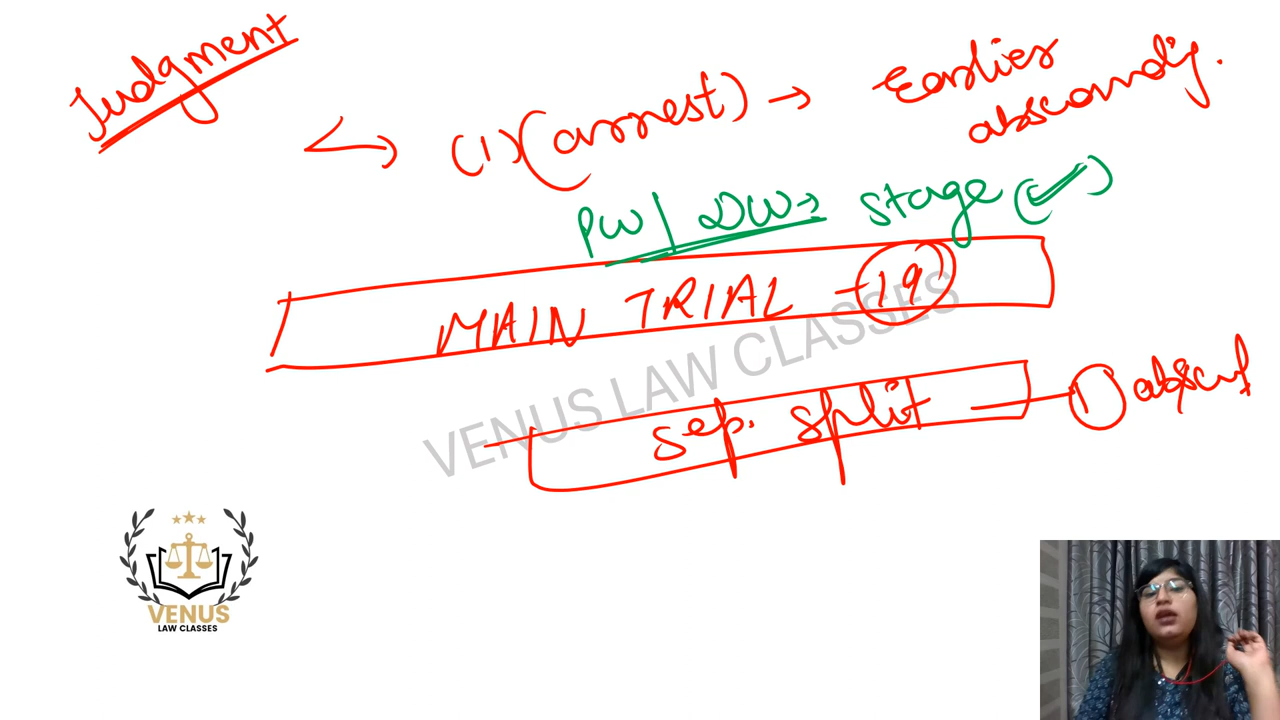 Judgment
(1) (arrest) → Earlier
absconding.
PW | DW → stage (✓)
MAIN TRIAL - 19
VENUS LAW CLASSES
sep. split — (1)
VENUS
LAW CLASSES